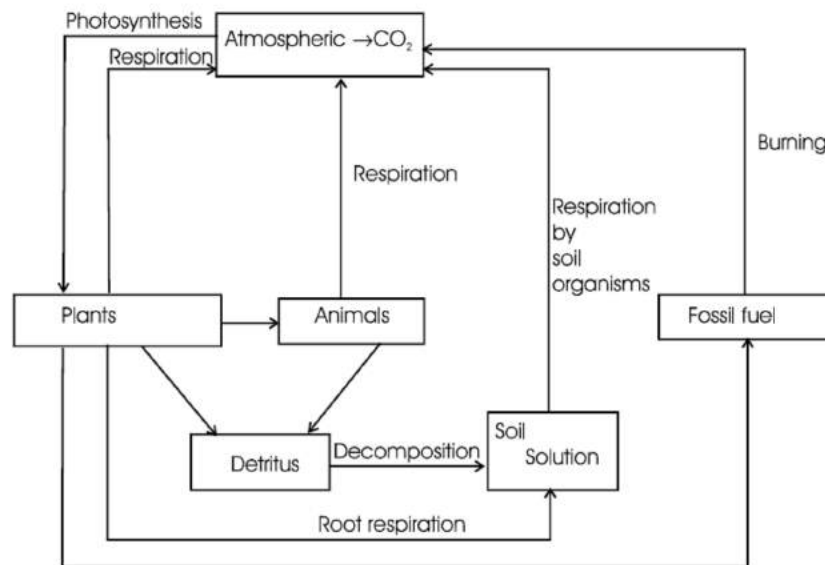 Photosynthesis
Atmospheric →CO₂
Respiration
Burning
Respiration
Respiration
by
soil
organisms
Plants
Animals
Fossil fuel
Soil
Solution
Decomposition
Detritus
Root respiration